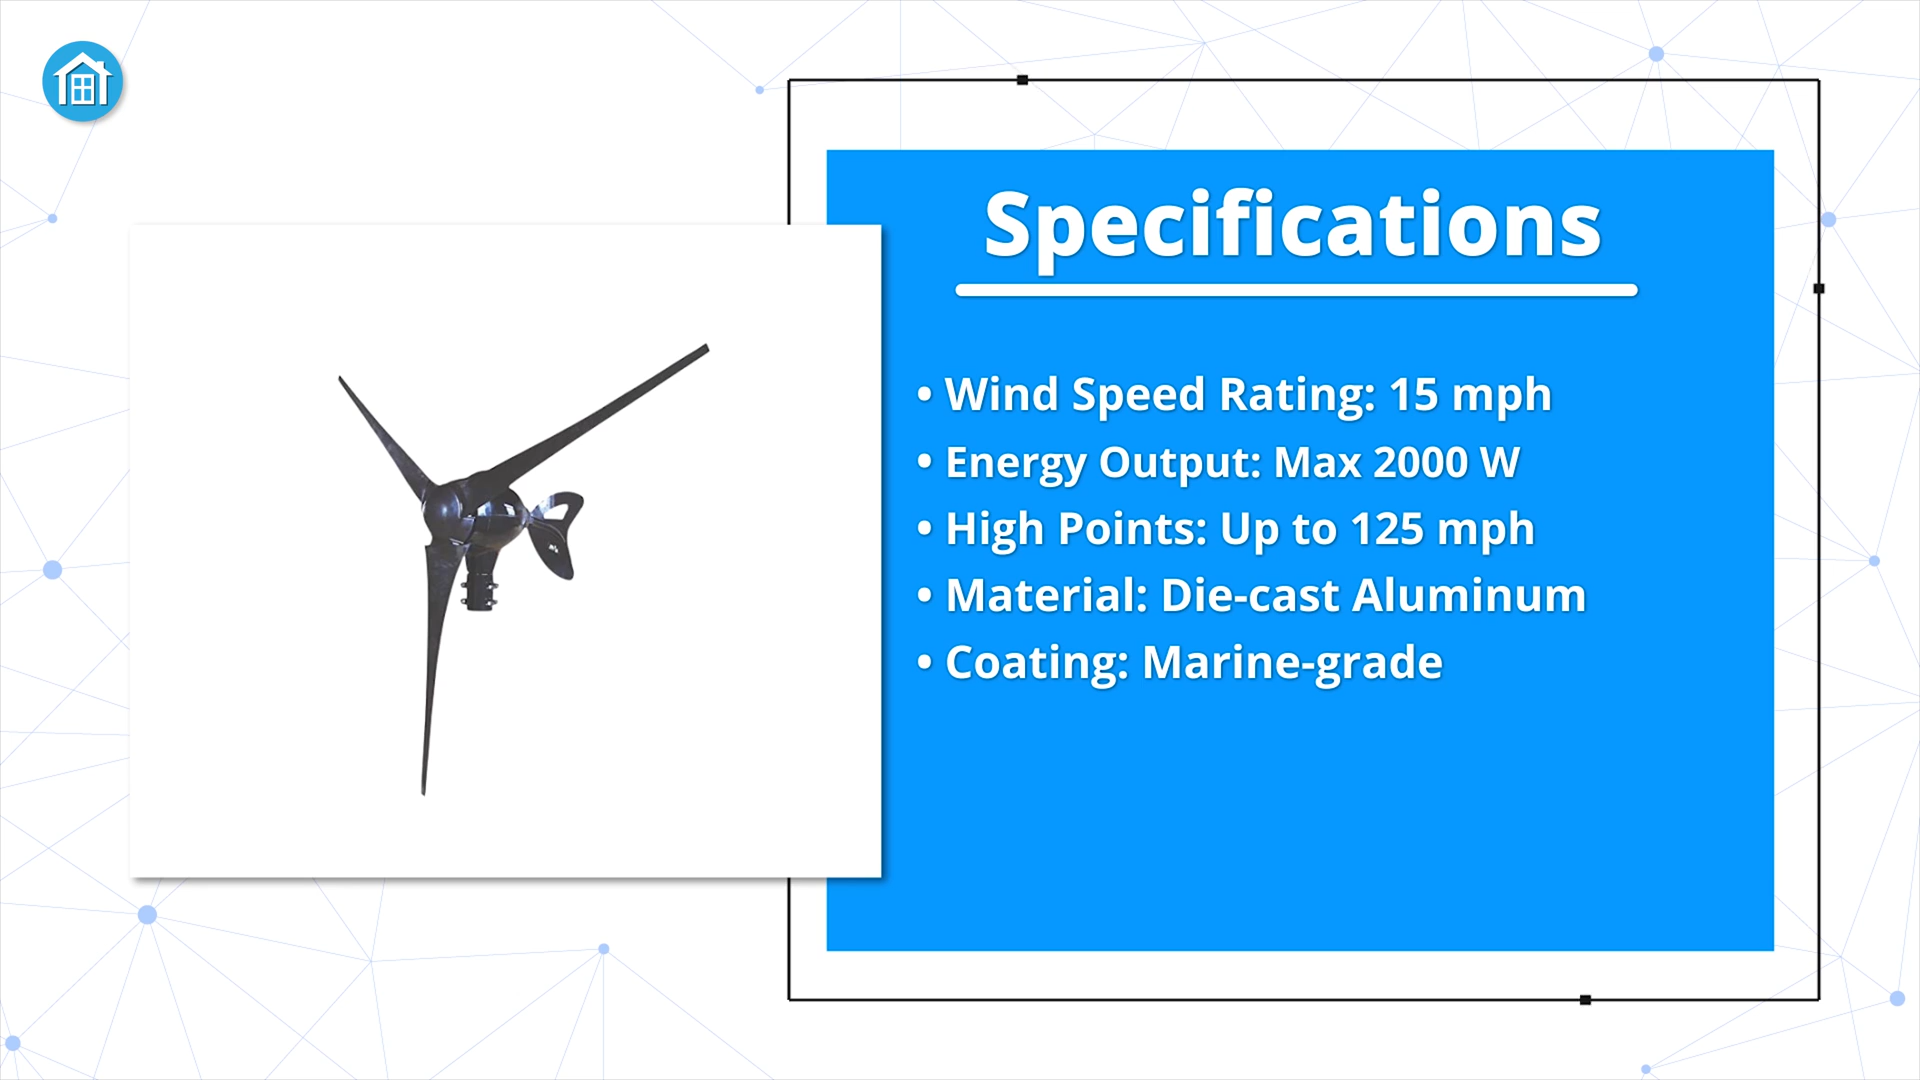 Specifications
• Wind Speed Rating: 15 mph
• Energy Output: Max 2000 W
• High Points: Up to 125 mph
• Material: Die-cast Aluminum
• Coating: Marine-grade